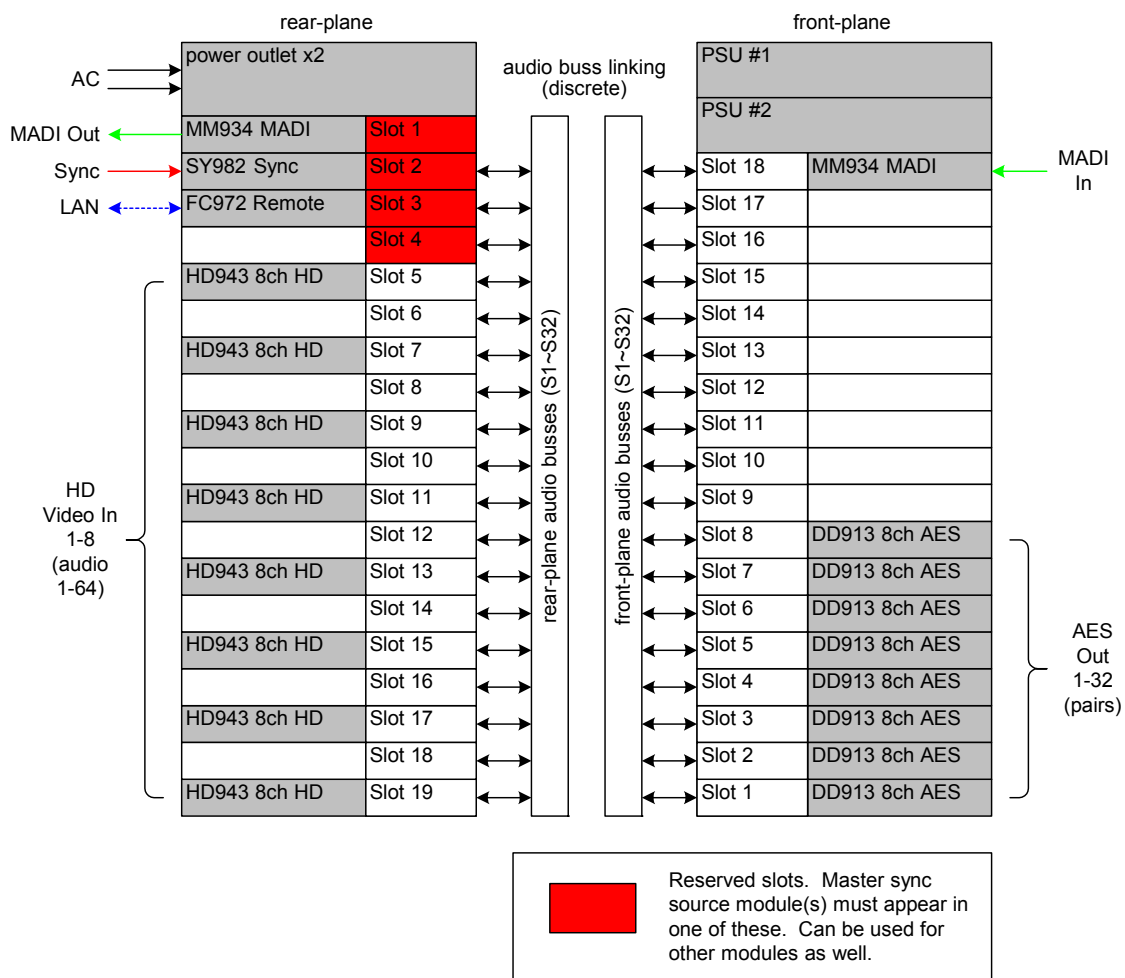 rear-plane
front-plane
power outlet x2
AC
audio buss linking
(discrete)
PSU #1
PSU #2
MADI Out
MM934 MADI
Slot 1
Sync
SY982 Sync
Slot 2
Slot 18
MM934 MADI
MADI
In
LAN
FC972 Remote
Slot 3
Slot 17
Slot 4
Slot 16
HD943 8ch HD
Slot 5
Slot 15
Slot 6
Slot 14
HD943 8ch HD
Slot 7
Slot 13
Slot 8
Slot 12
HD943 8ch HD
Slot 9
Slot 11
Slot 10
Slot 10
HD943 8ch HD
Slot 11
Slot 9
Slot 12
Slot 8
DD913 8ch AES
HD943 8ch HD
Slot 13
Slot 7
DD913 8ch AES
Slot 14
Slot 6
DD913 8ch AES
HD943 8ch HD
Slot 15
Slot 5
DD913 8ch AES
Slot 16
Slot 4
DD913 8ch AES
HD943 8ch HD
Slot 17
Slot 3
DD913 8ch AES
Slot 18
Slot 2
DD913 8ch AES
HD943 8ch HD
Slot 19
Slot 1
DD913 8ch AES
HD
Video In
1-8
(audio
1-64)
rear-plane audio busses (S1~S32)
front-plane audio busses (S1~S32)
AES
Out
1-32
(pairs)
Reserved slots.  Master sync
source module(s) must appear in
one of these.  Can be used for
other modules as well.